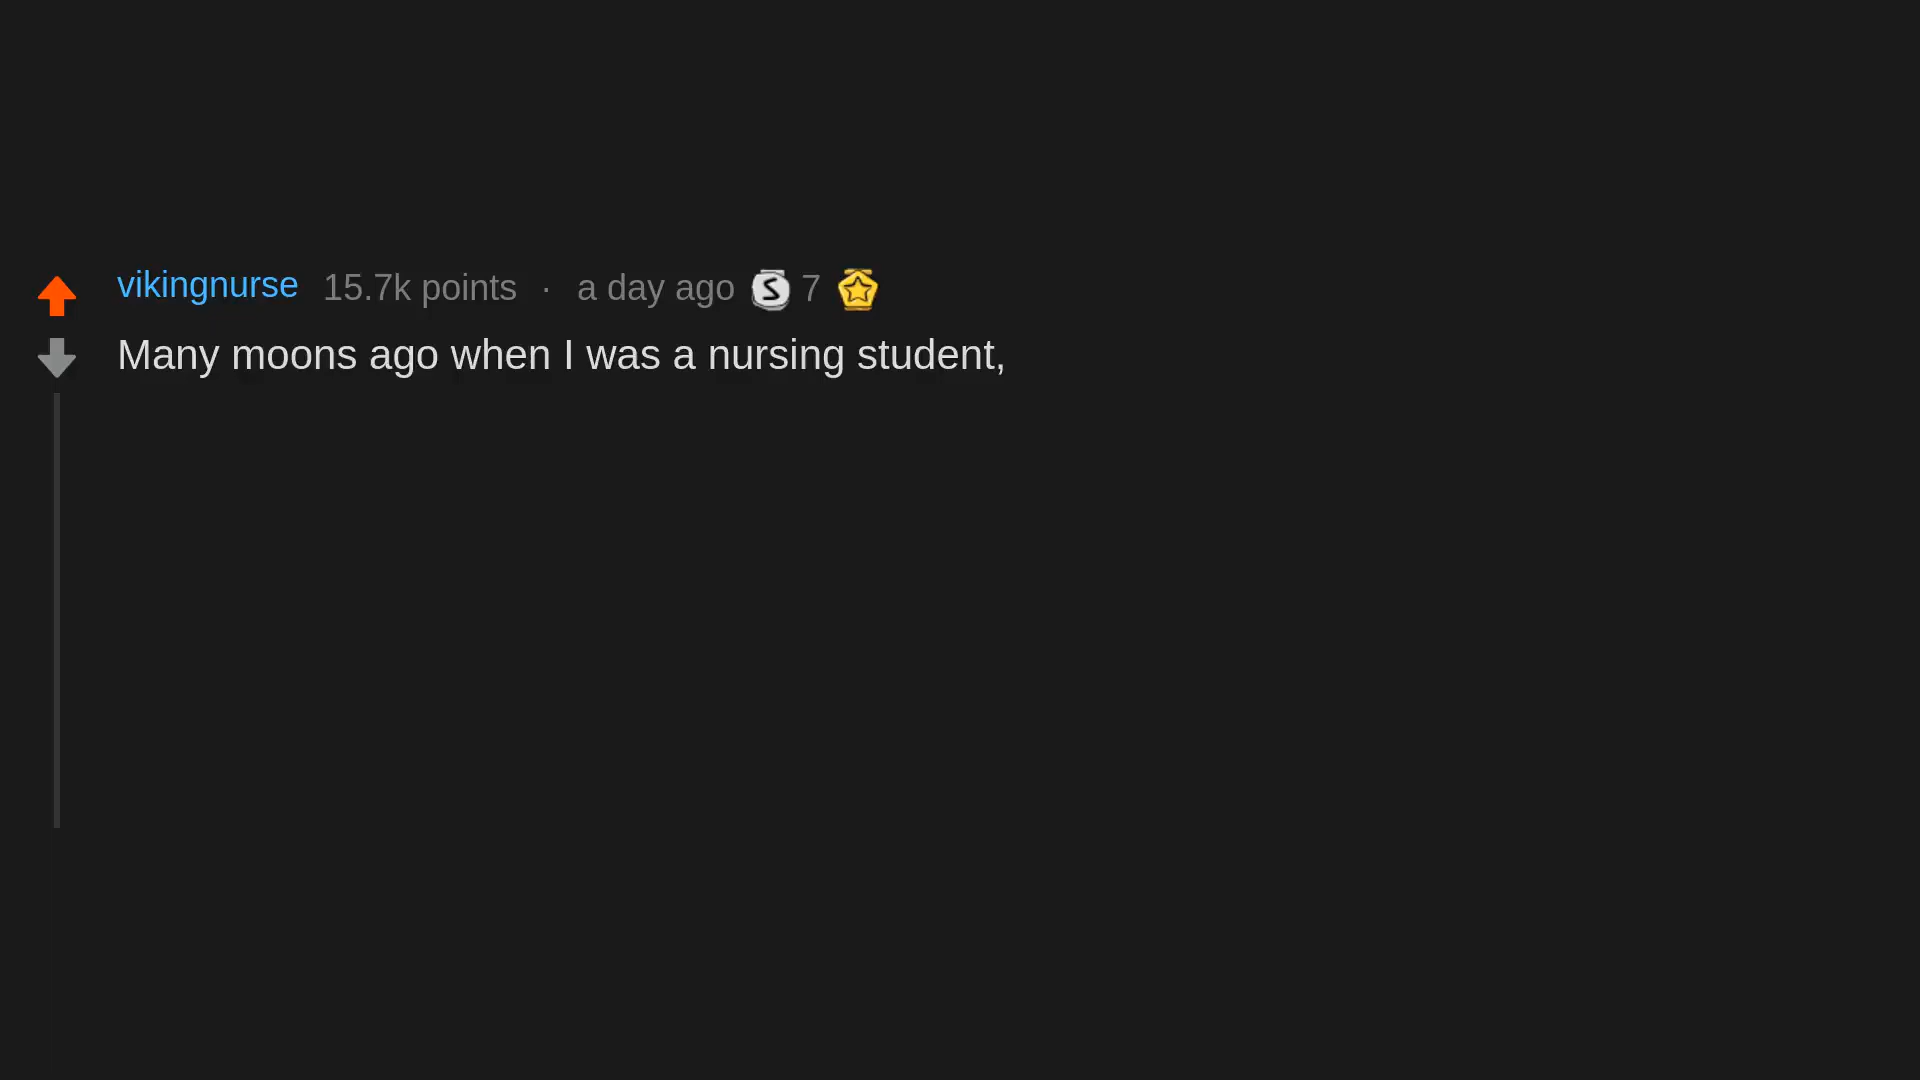 vikingnurse 15.7k points · a day ago S 7
Many moons ago when I was a nursing student,